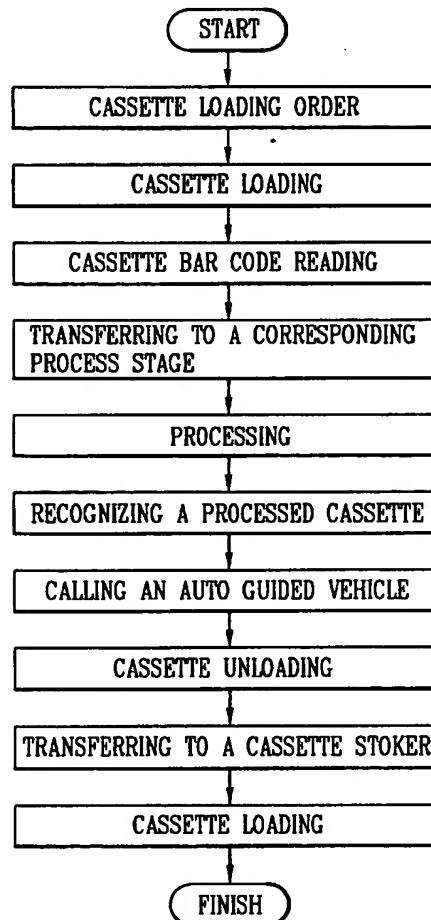 START
CASSETTE LOADING ORDER
CASSETTE LOADING
CASSETTE BAR CODE READING
TRANSFERRING TO A CORRESPONDING
PROCESS STAGE
PROCESSING
RECOGNIZING A PROCESSED CASSETTE
CALLING AN AUTO GUIDED VEHICLE
CASSETTE UNLOADING
TRANSFERRING TO A CASSETTE STOKER
CASSETTE LOADING
FINISH